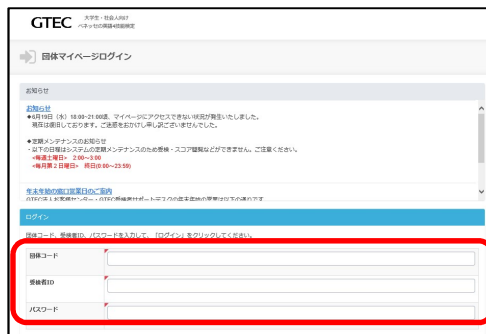 GTEC
大学生・社会人向け
ベネッセの英語4技能検定
団体マイページログイン
お知らせ
お知らせ
◆6月19日（水）18:00-21:00頃、マイページにアクセスできない状況が発生いたしました。
現在は復旧しております。ご迷惑をおかけし申し訳ございませんでした。
◆定期メンテナンスのお知らせ
・以下の日程はシステムの定期メンテナンスのため受検・スコア閲覧などができません。ご注意ください。
<毎週土曜日> 2:00～3:00
<毎月第2日曜日> 終日(0:00～23:59)
年末年始の窓口営業日のご案内
ログイン
団体コード、受検者ID、パスワードを入力して、「ログイン」をクリックしてください。
団体コード
受検者ID
パスワード